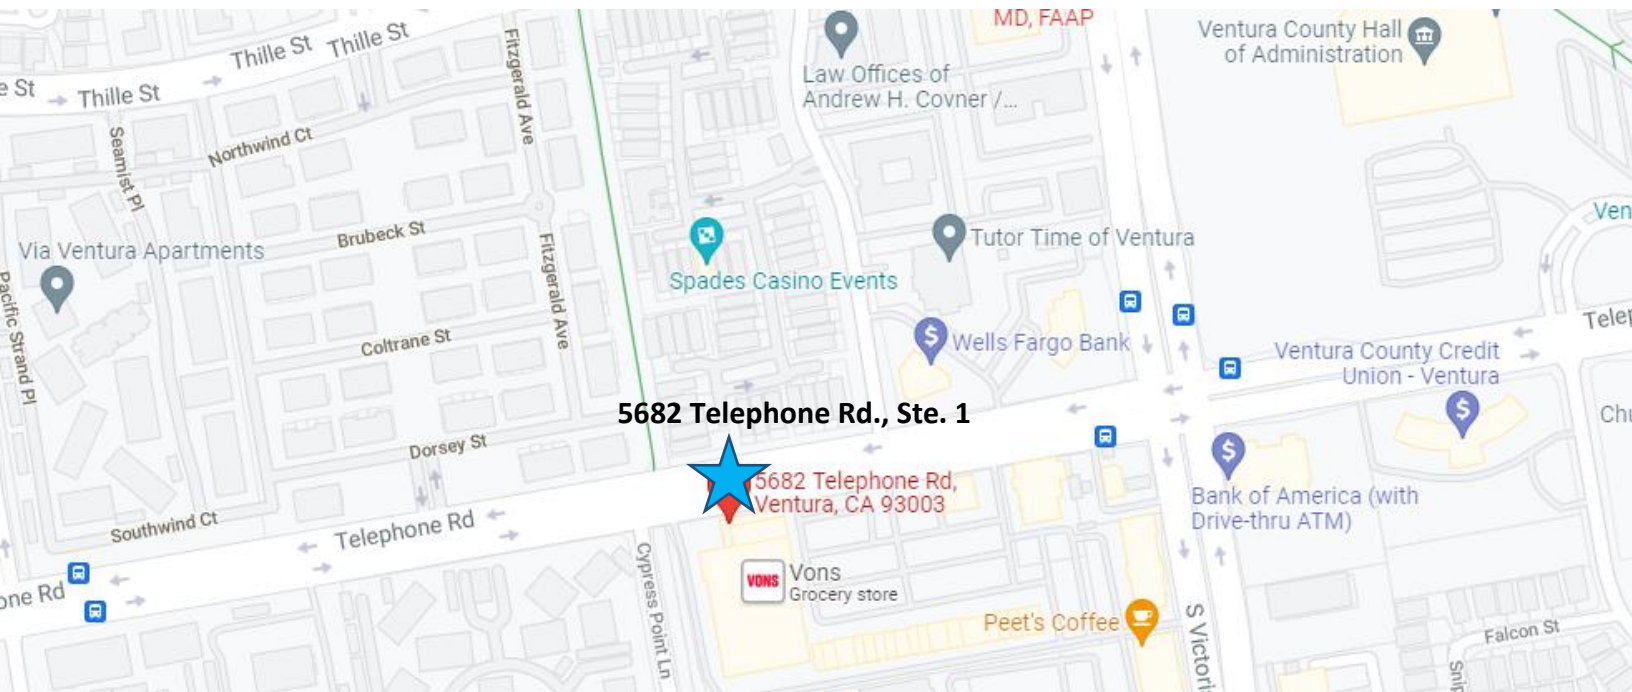 MD, FAAP
Ventura County Hall
of Administration
Thille St
Thille St
e St
Thille St
Fitzgerald Ave
Law Offices of
Andrew H. Covner /...
Northwind Ct
Seamist Pl
Ven
Brubeck St
Tutor Time of Ventura
Via Ventura Apartments
Spades Casino Events
Fitzgerald Ave
Pacific Strand Pl
Coltrane St
Wells Fargo Bank
Telep
Ventura County Credit
Union - Ventura
5682 Telephone Rd., Ste. 1
Chu
Dorsey St
5682 Telephone Rd,
Ventura, CA 93003
Bank of America (with
Drive-thru ATM)
Southwind Ct
Telephone Rd
one Rd
Cypress Point Ln
VONS
Vons
Grocery store
Peet's Coffee
S Victori
Falcon St
Snip